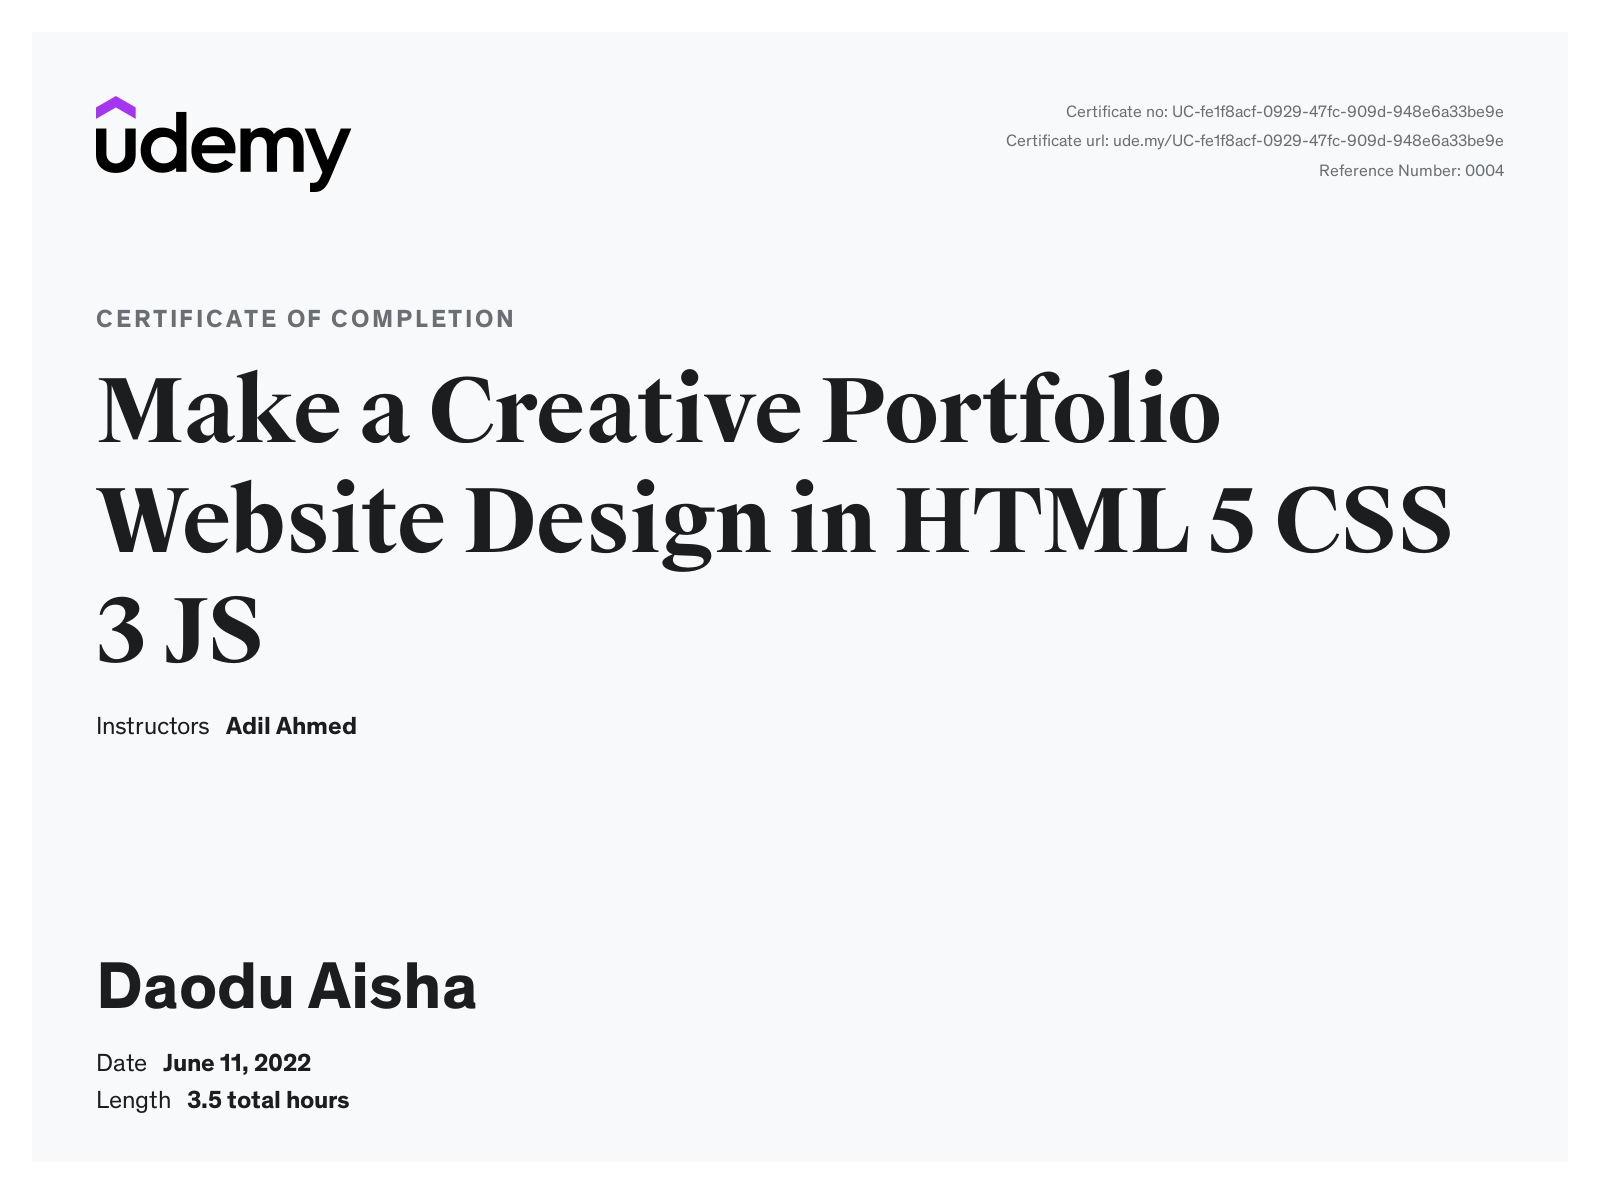 udemy
Certificate no: UC-fe1f8acf-0929-47fc-909d-948e6a33be9e
Certificate url: ude.my/UC-fe1f8acf-0929-47fc-909d-948e6a33be9e
Reference Number: 0004
CERTIFICATE OF COMPLETION
Make a Creative Portfolio
Website Design in HTML 5 CSS
3 JS
Instructors Adil Ahmed
Daodu Aisha
Date June 11, 2022
Length 3.5 total hours